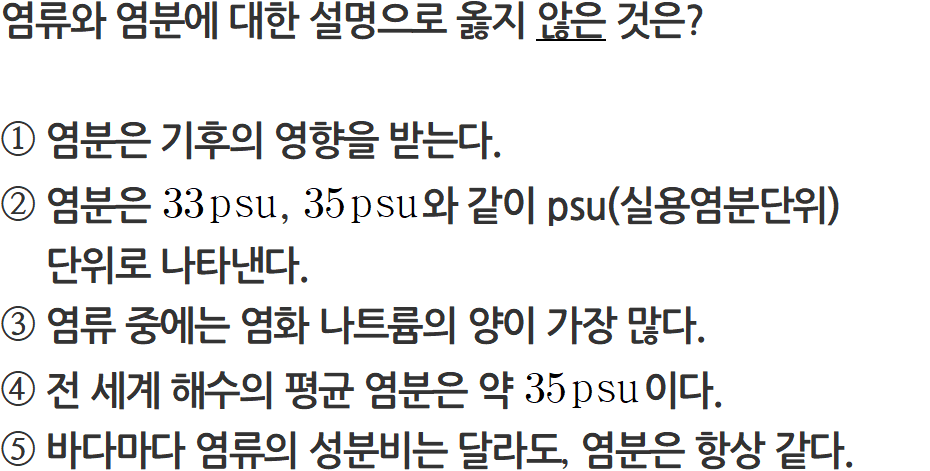 염류와 염분에 대한 설명으로 옳지 않은 것은?
① 염분은 기후의 영향을 받는다.
② 염분은 33psu, 35psu와 같이 psu(실용염분단위)
단위로 나타낸다.
③ 염류 중에는 염화 나트륨의 양이 가장 많다.
④ 전 세계 해수의 평균 염분은 약 35psu이다.
⑤ 바다마다 염류의 성분비는 달라도, 염분은 항상 같다.